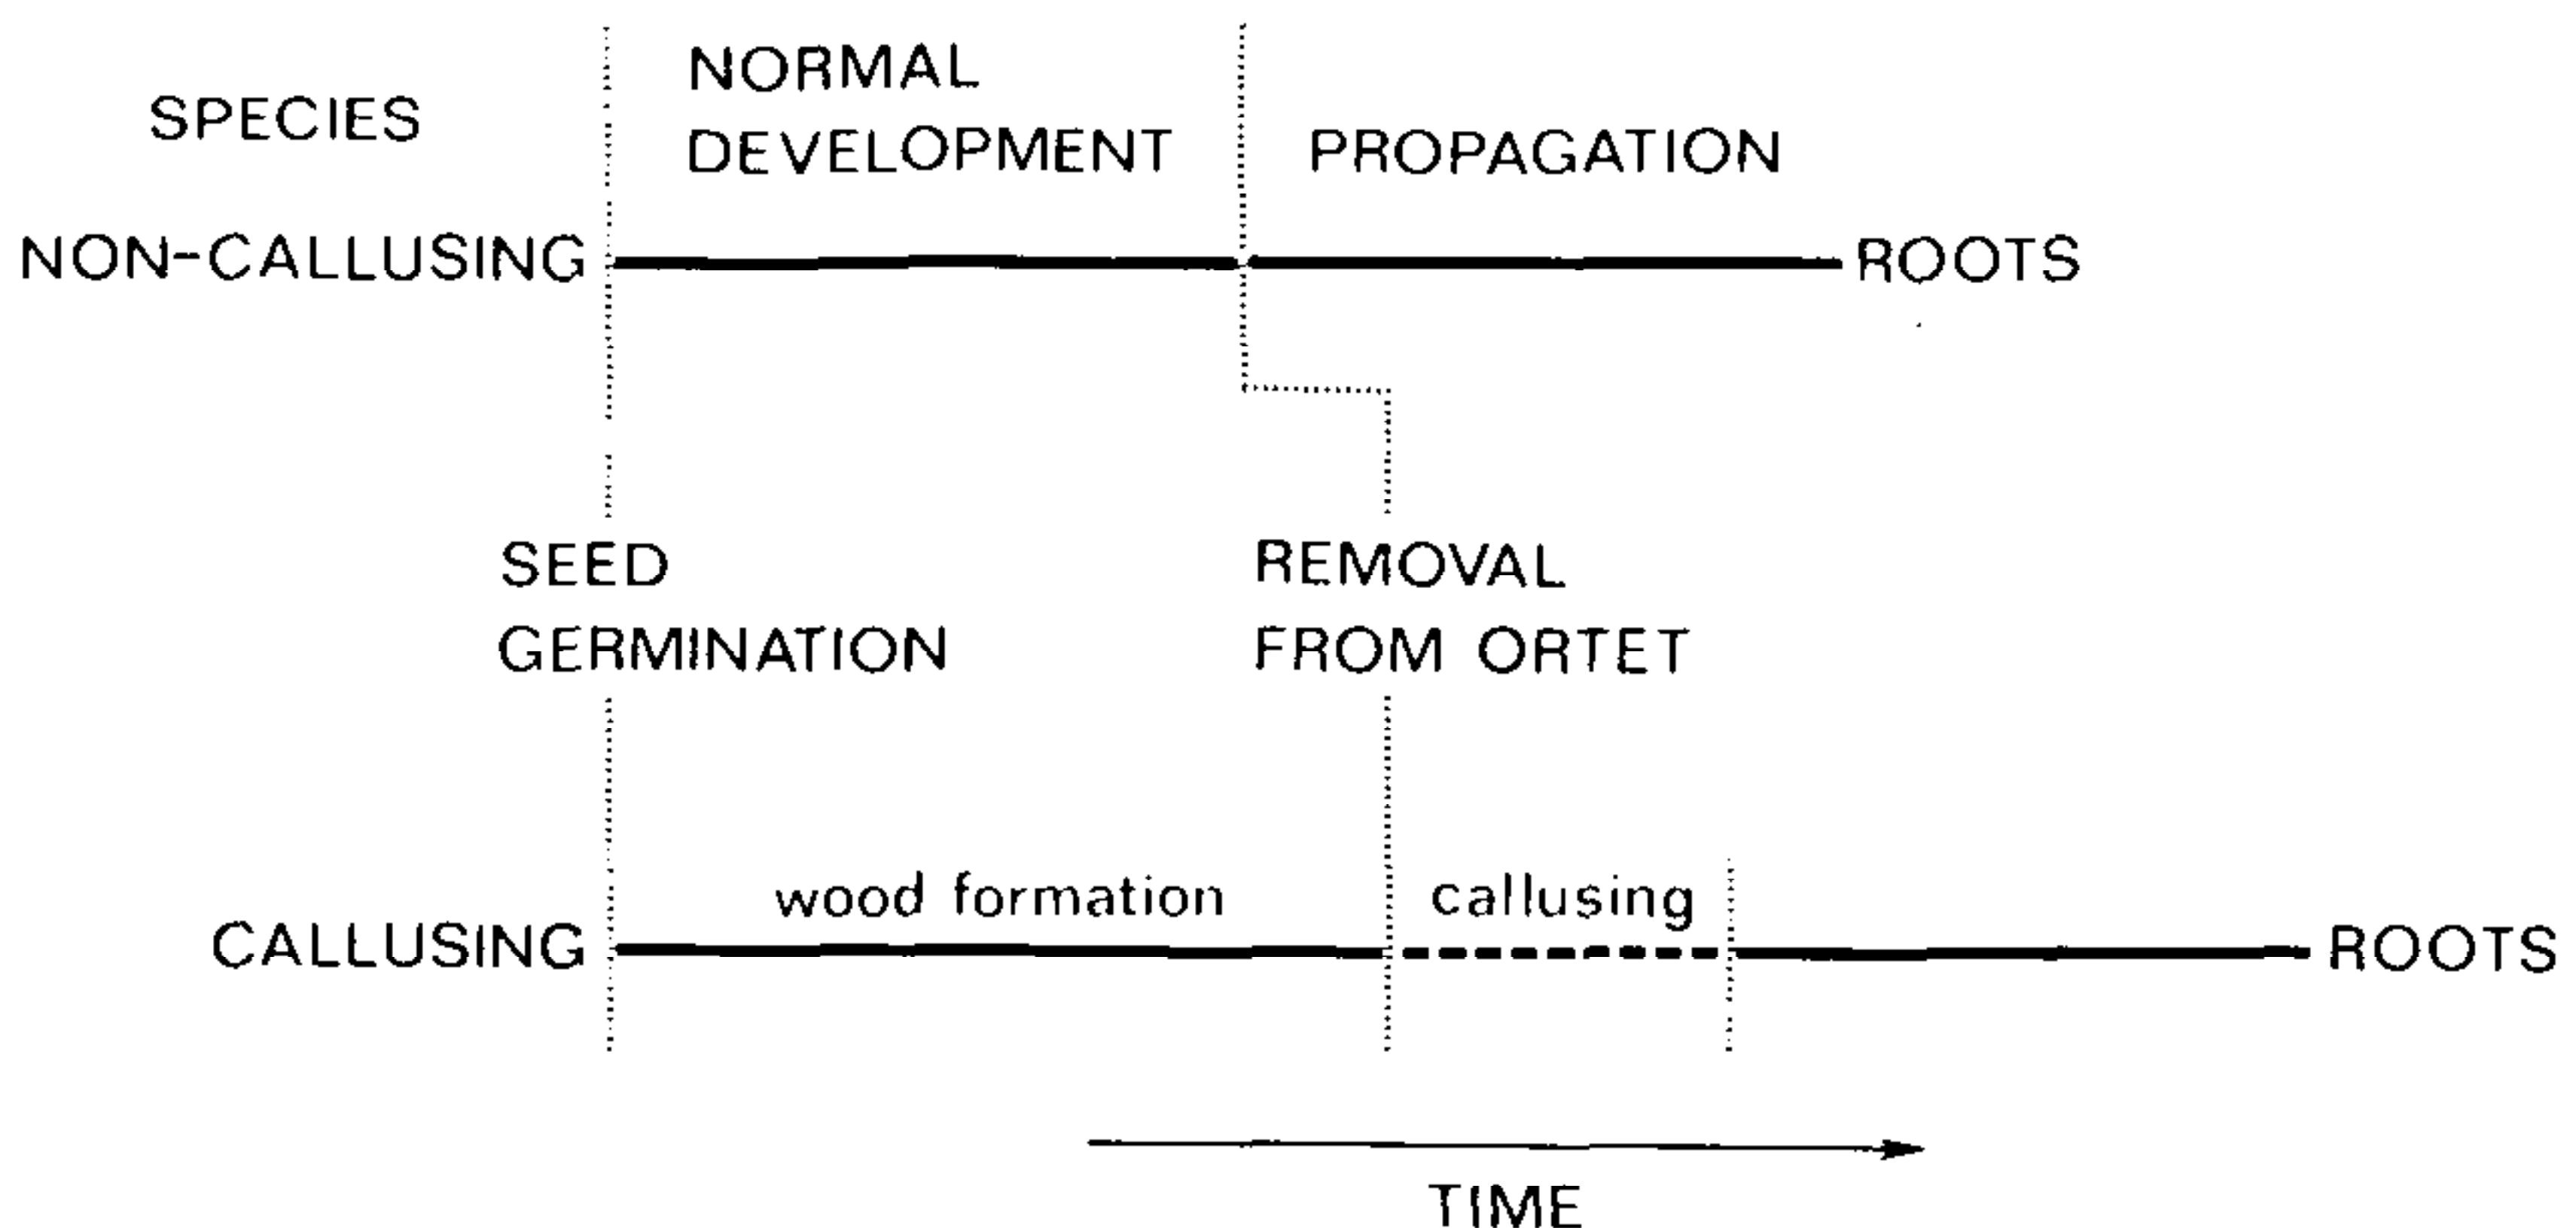 SPECIES
NORMAL
DEVELOPMENT
PROPAGATION
NON-CALLUSING
ROOTS
SEED
GERMINATION
REMOVAL
FROM ORTET
wood formation
callusing
CALLUSING
ROOTS
TIME